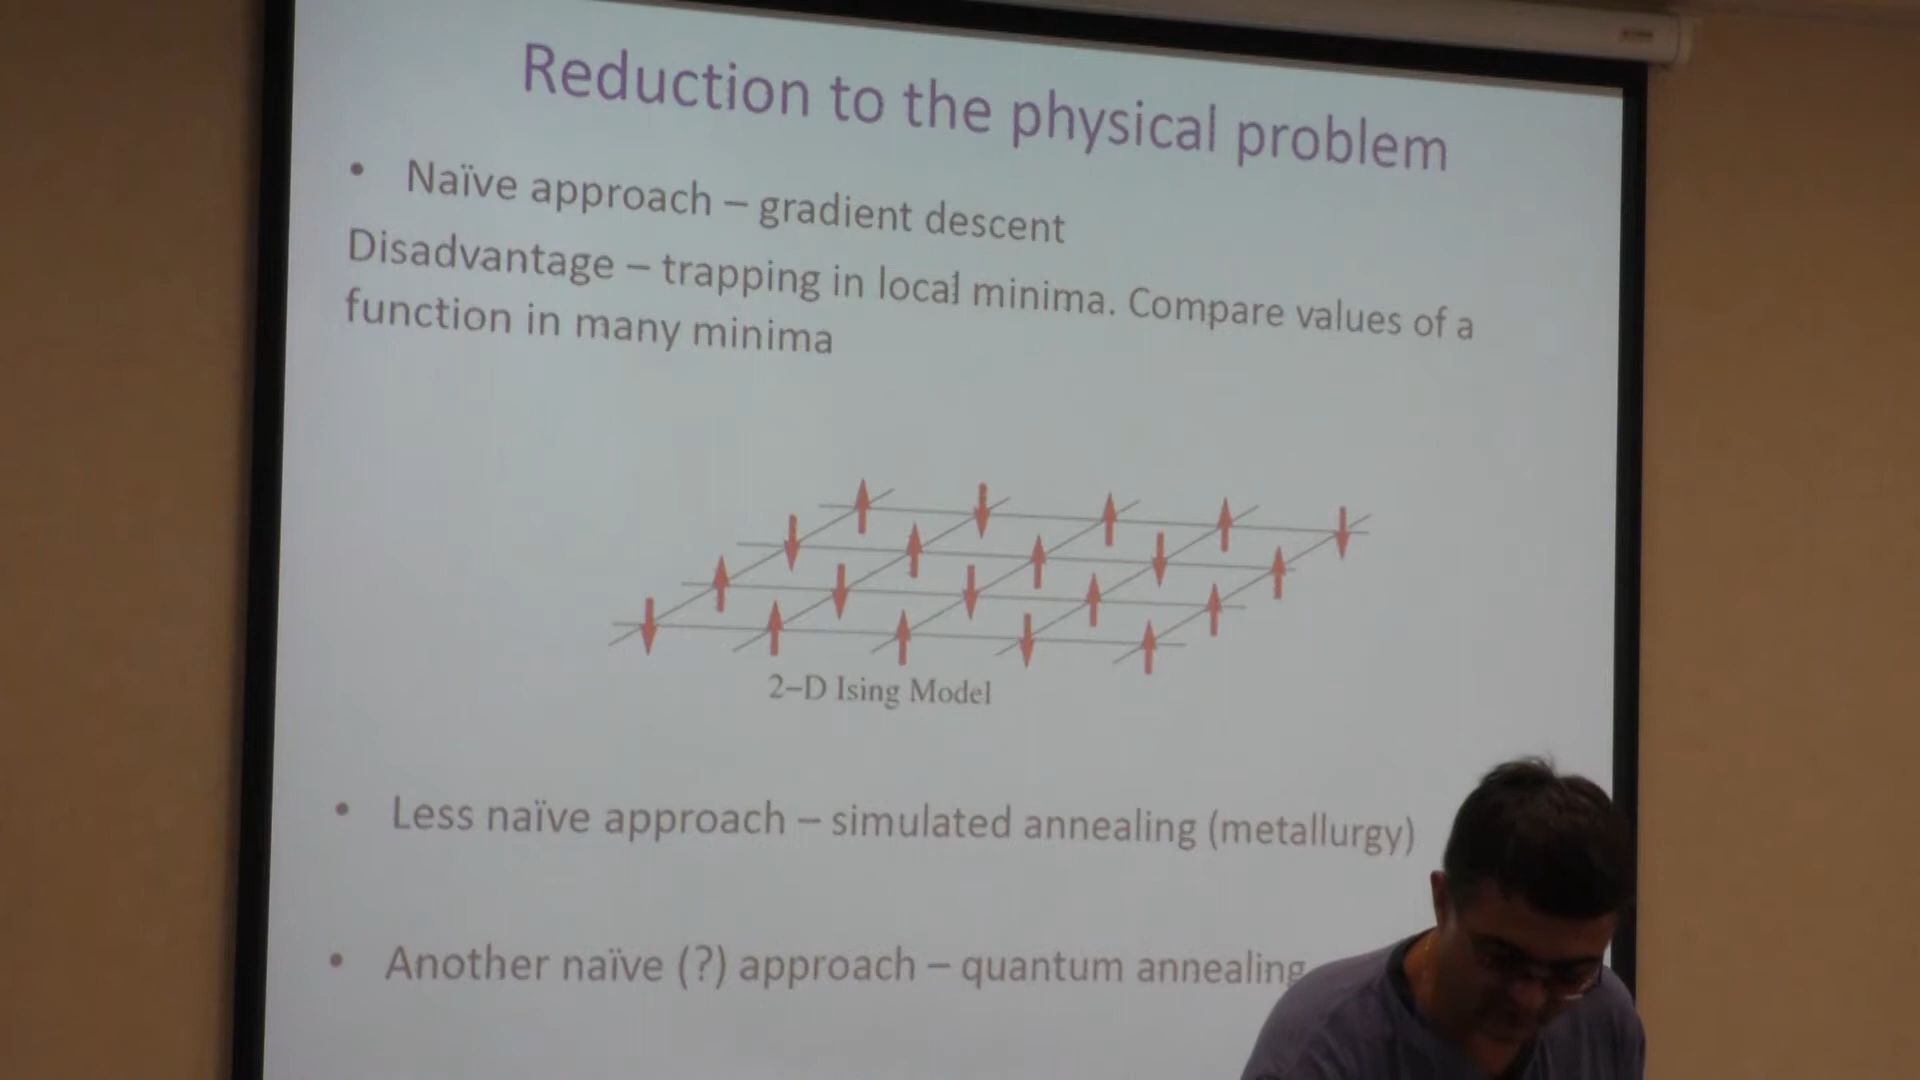 Reduction to the physical problem
• Naïve approach – gradient descent
Disadvantage – trapping in local minima. Compare values of a
function in many minima
2–D Ising Model
• Less naïve approach – simulated annealing (metallurgy)
• Another naïve (?) approach – quantum annealing